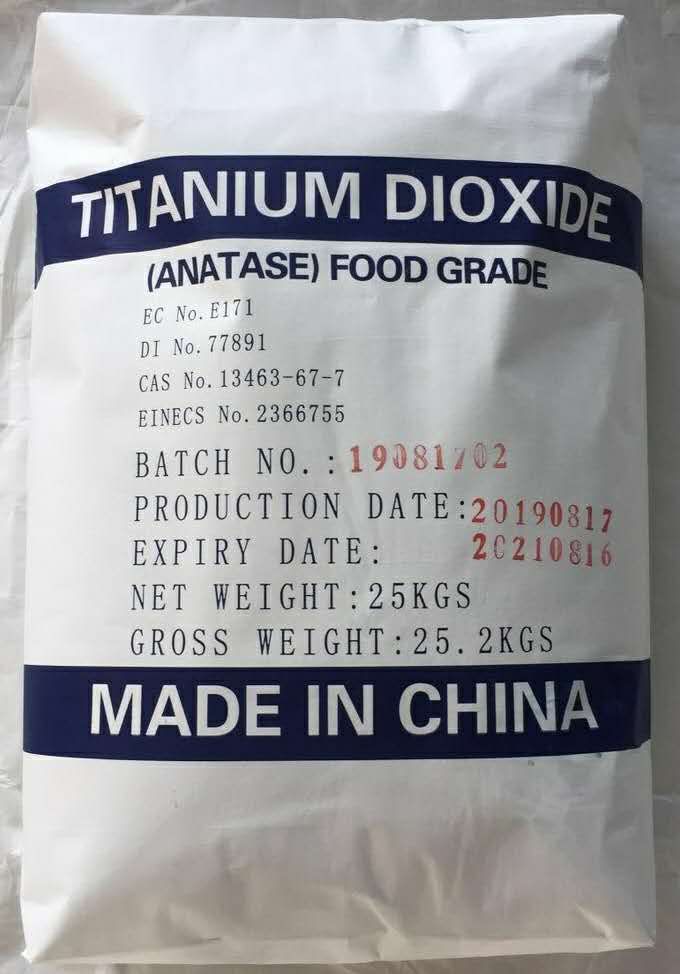 TITANIUM DIOXIDE
(ANATASE) FOOD GRADE
EC No. E171
DI No. 77891
CAS No. 13463-67-7
EINECS No. 2366755
BATCH NO.: 19081702
PRODUCTION DATE: 20190817
EXPIRY DATE: 20210816
NET WEIGHT: 25KGS
GROSS WEIGHT: 25.2KGS
MADE IN CHINA